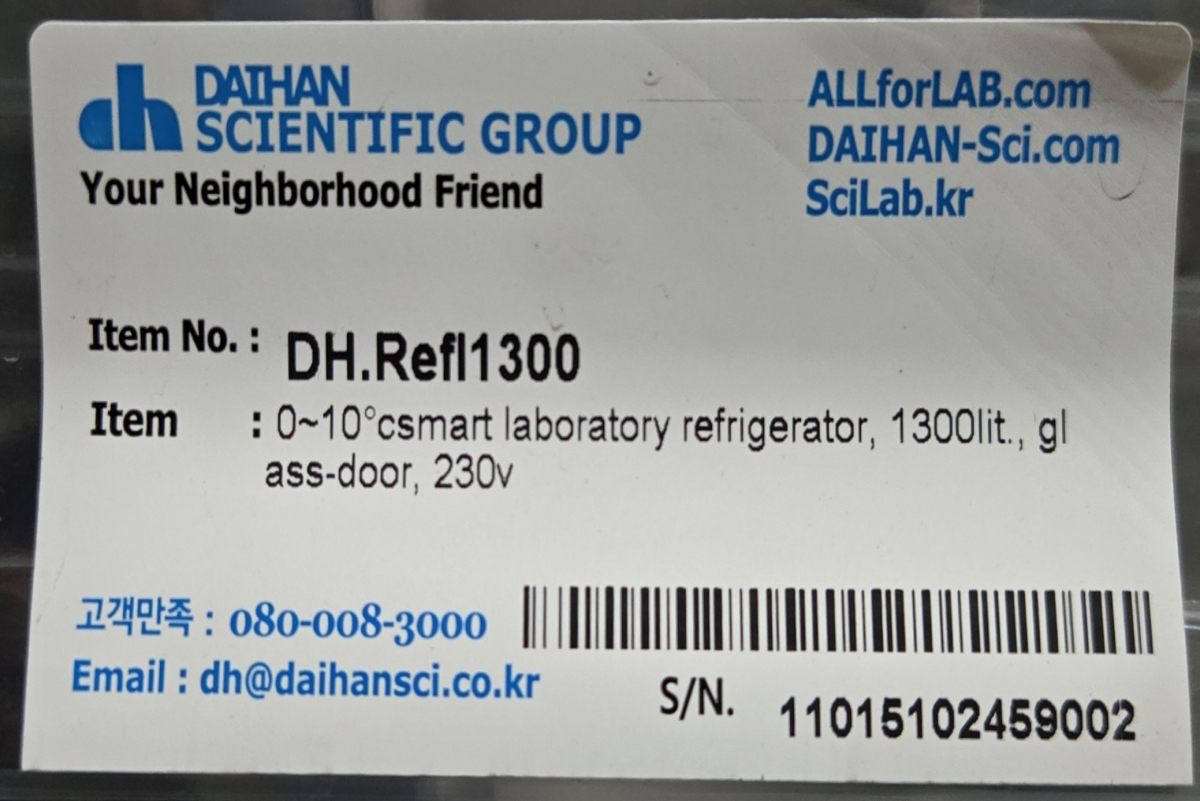 dh DAIHAN
SCIENTIFIC GROUP
Your Neighborhood Friend
ALLforLAB.com
DAIHAN-Sci.com
SciLab.kr
Item No. : DH.Refl1300
Item : 0~10°csmart laboratory refrigerator, 1300lit., gl
ass-door, 230v
고객만족 : 080-008-3000
Email : dh@daihansci.co.kr
S/N. 11015102459002